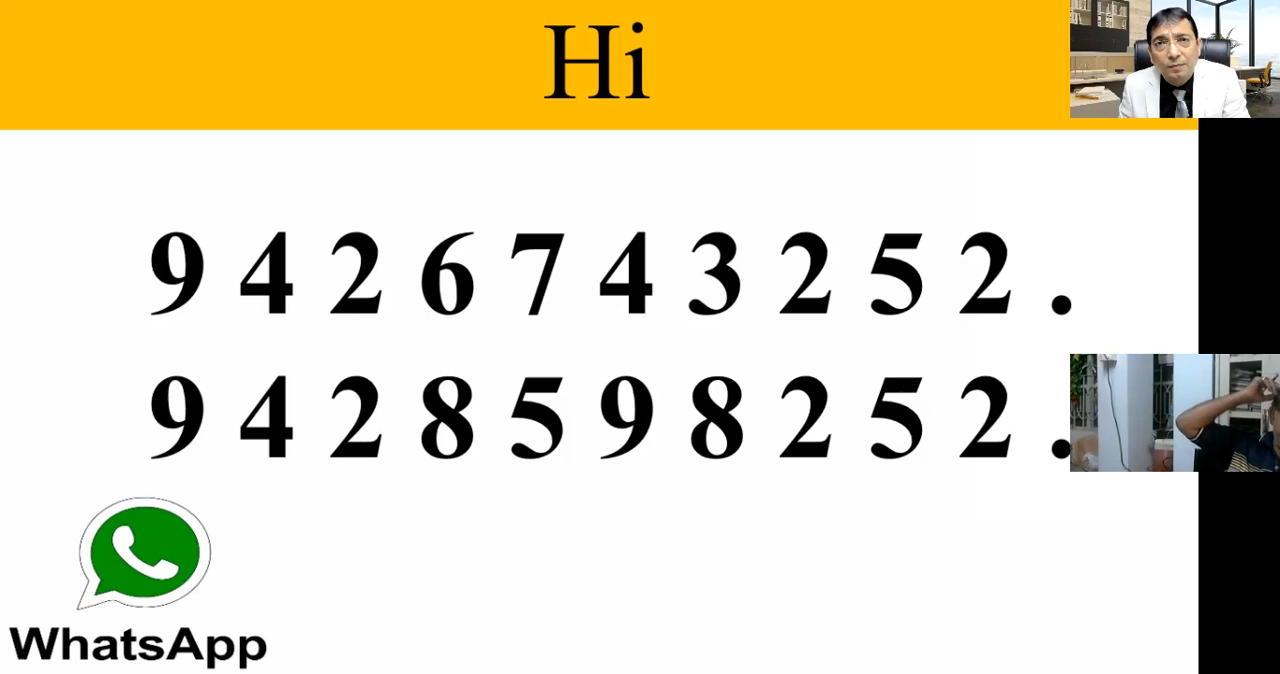 Hi
9 4 2 6 7 4 3 2 5 2 .
9 4 2 8 5 9 8 2 5 2 .
WhatsApp